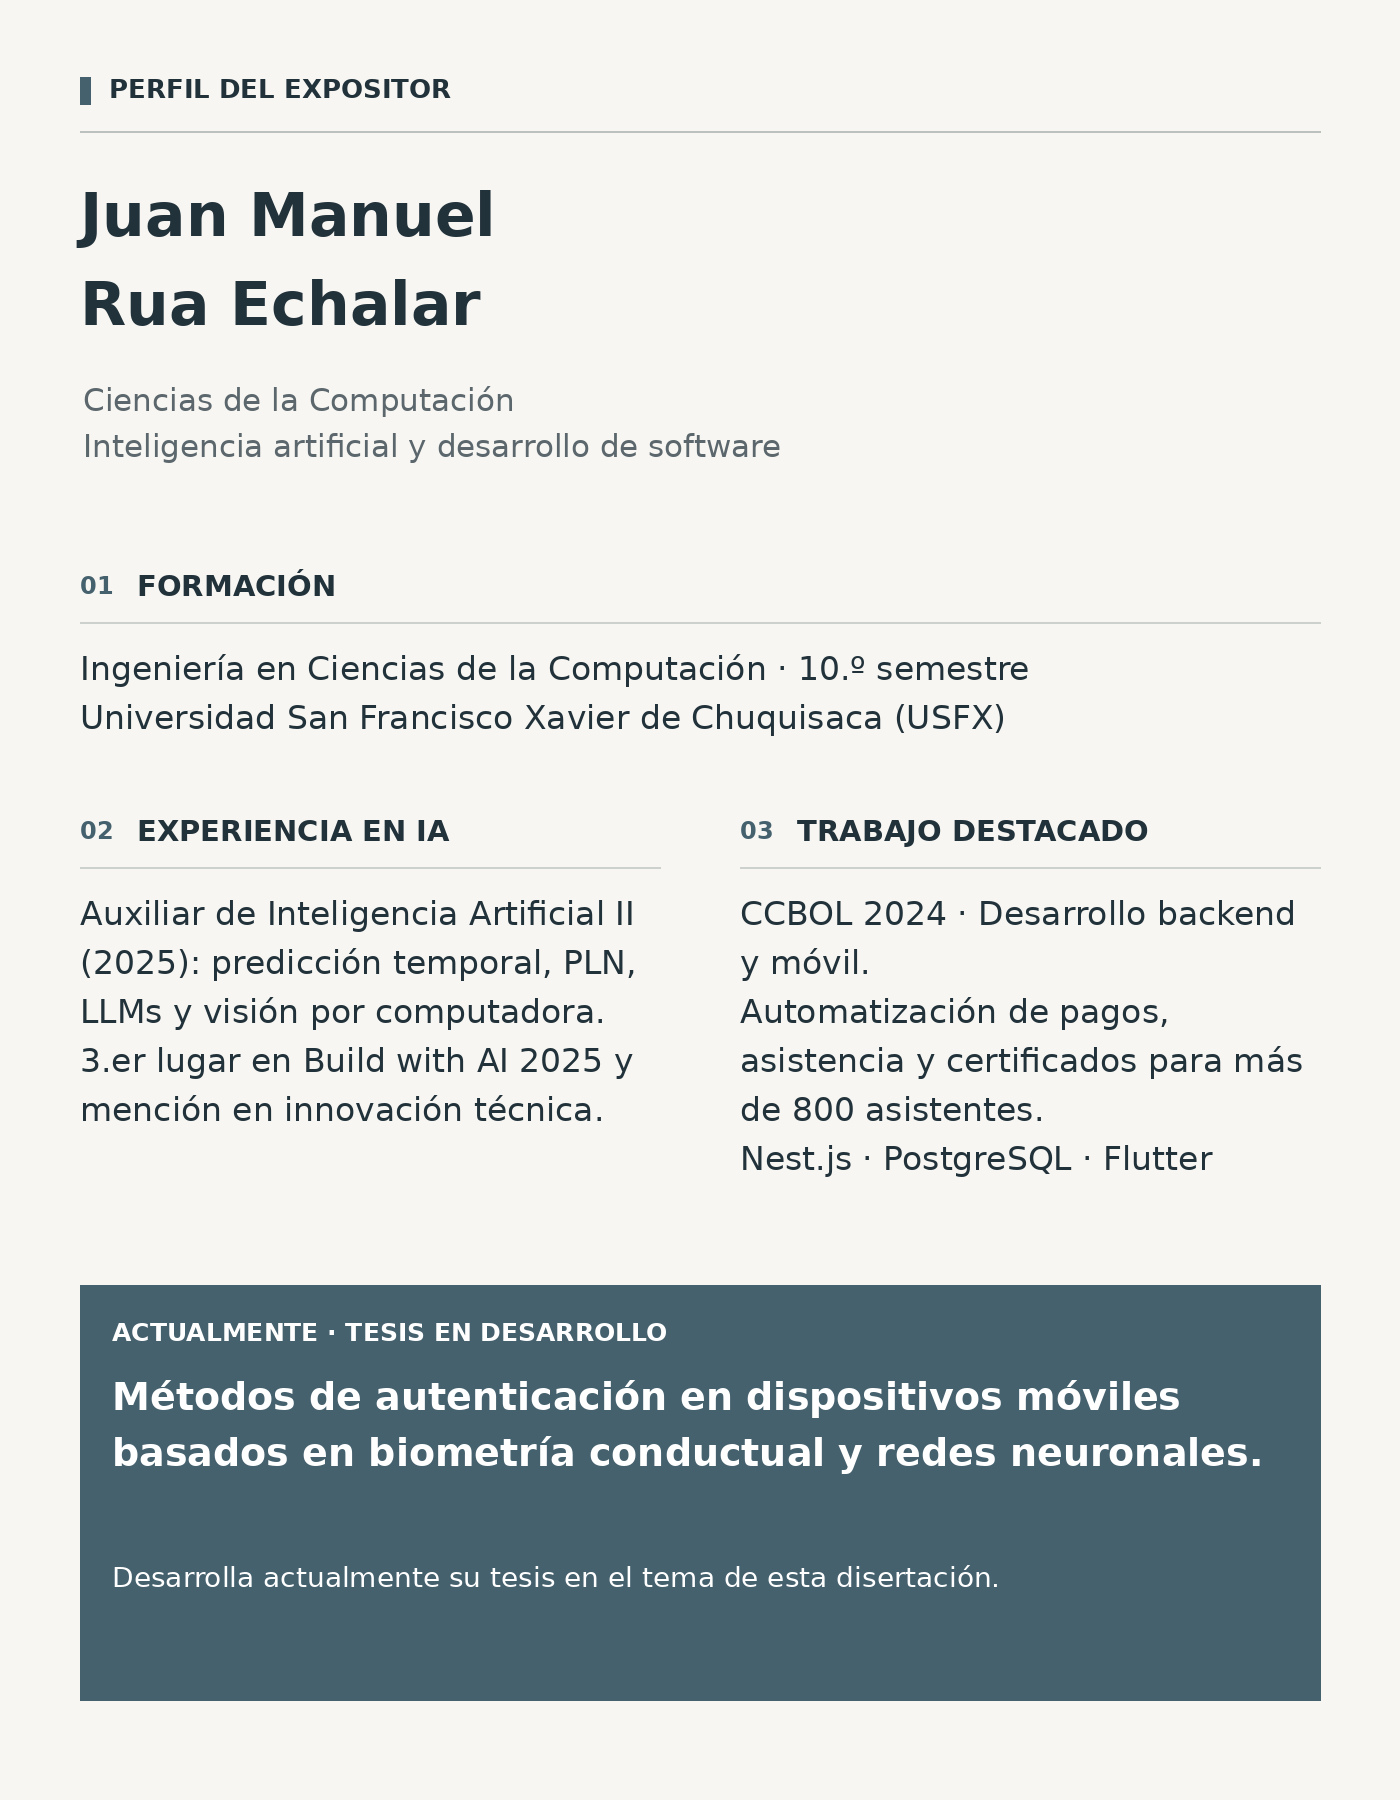 PERFIL DEL EXPOSITOR
Juan Manuel
Rua Echalar
Ciencias de la Computación
Inteligencia artificial y desarrollo de software
01 FORMACIÓN
Ingeniería en Ciencias de la Computación · 10.º semestre
Universidad San Francisco Xavier de Chuquisaca (USFX)
02 EXPERIENCIA EN IA
Auxiliar de Inteligencia Artificial II
(2025): predicción temporal, PLN,
LLMs y visión por computadora.
3.er lugar en Build with AI 2025 y
mención en innovación técnica.
03 TRABAJO DESTACADO
CCBOL 2024 · Desarrollo backend
y móvil.
Automatización de pagos,
asistencia y certificados para más
de 800 asistentes.
Nest.js · PostgreSQL · Flutter
ACTUALMENTE · TESIS EN DESARROLLO
Métodos de autenticación en dispositivos móviles
basados en biometría conductual y redes neuronales.
Desarrolla actualmente su tesis en el tema de esta disertación.